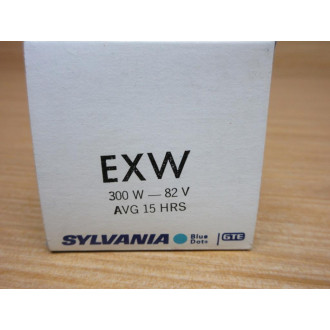 EXW
300 W — 82 V
AVG 15 HRS
SYLVANIA Blue Dots GTE